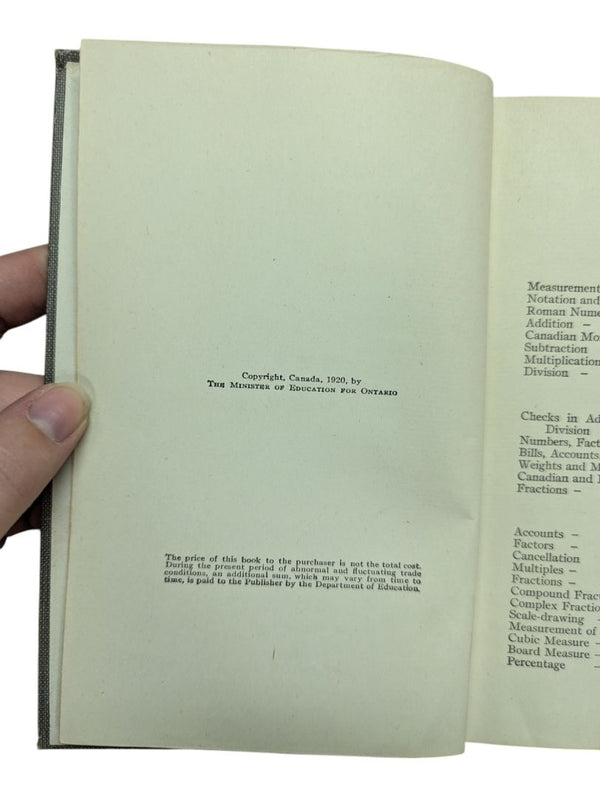 Copyright, Canada, 1920, by
THE MINISTER OF EDUCATION FOR ONTARIO
The price of this book to the purchaser is not the total cost.
During the present period of abnormal and fluctuating trade
conditions, an additional sum, which may vary from time to
time, is paid to the Publisher by the Department of Education.
Measurement
Notation and
Roman Nume
Addition –
Canadian Mo
Subtraction
Multiplication
Division –
Checks in Ad
Division
Numbers, Fact
Bills, Accounts,
Weights and M
Canadian and
Fractions –
Accounts –
Factors –
Cancellation
Multiples –
Fractions –
Compound Frac
Complex Fractio
Scale-drawing –
Measurement of
Cubic Measure –
Board Measure –
Percentage –